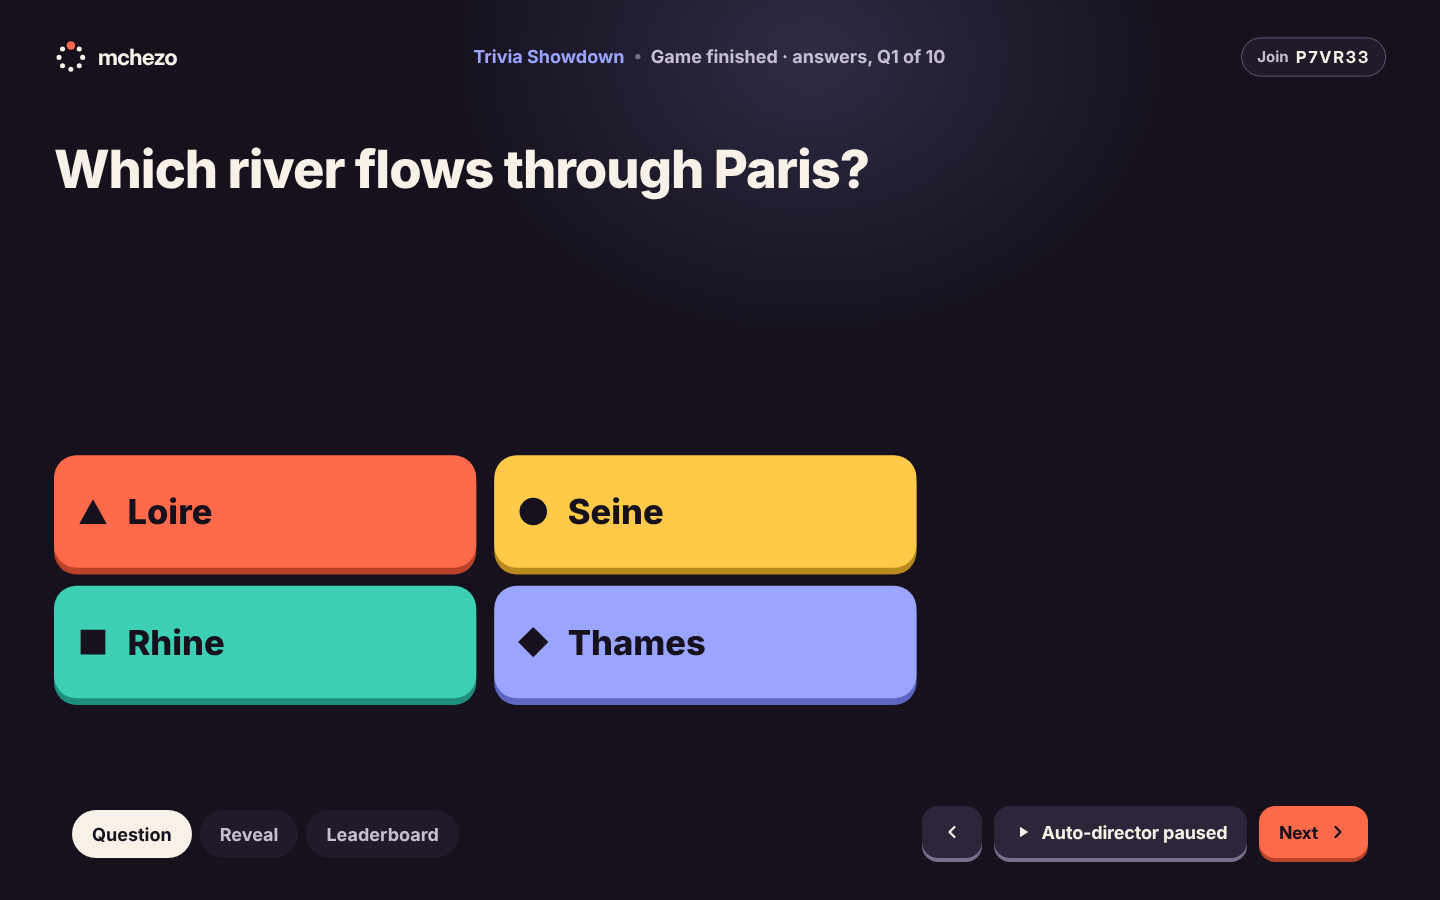 mchezo
Trivia Showdown • Game finished · answers, Q1 of 10
Join P7VR33
Which river flows through Paris?
Loire
Seine
Rhine
Thames
Question
Reveal
Leaderboard
Auto-director paused
Next